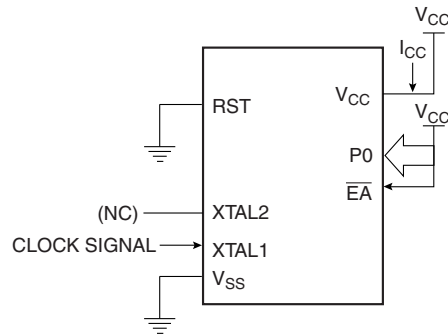 VCC
ICC
VCC
VCC
RST
P0
EA
(NC)
XTAL2
CLOCK SIGNAL
XTAL1
VSS